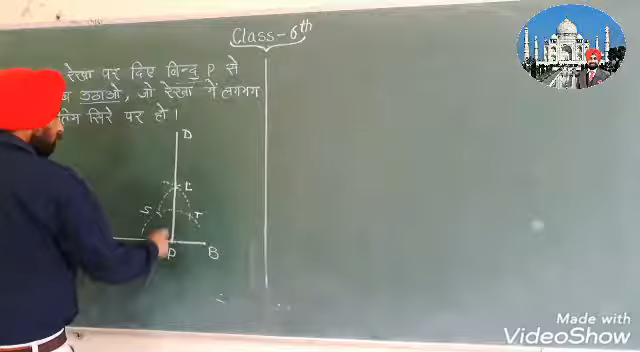 Class-6th
रेखा पर दिए बिन्दु P से
उठाओ, जो रेखा में लगभग
सिरे पर हो।
D
E
S T
P B
Made with
VideoShow